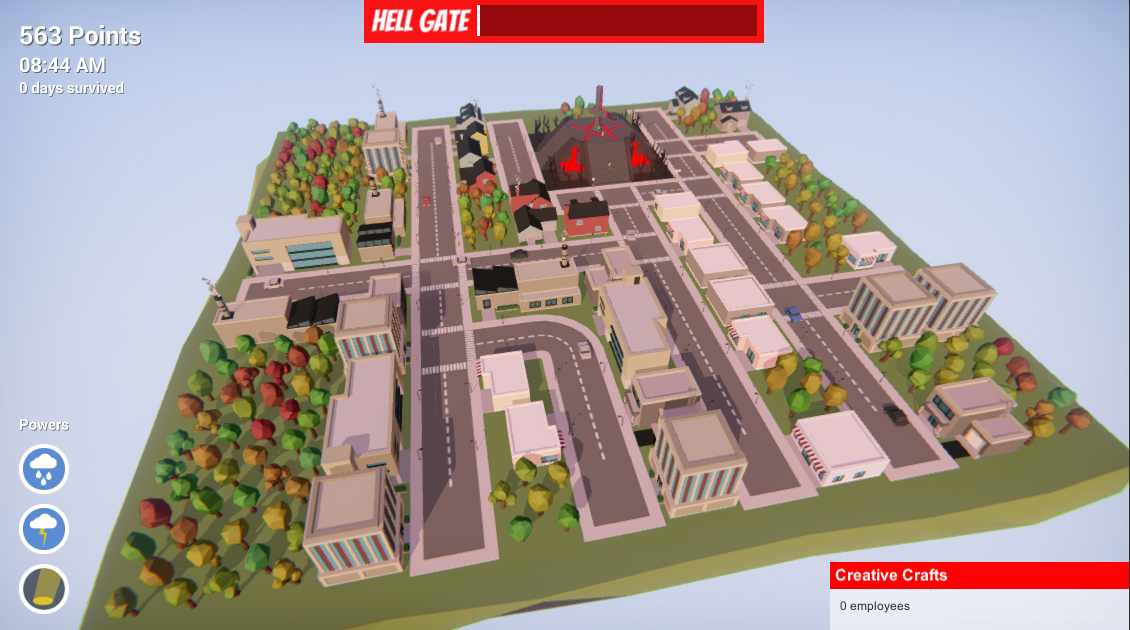 HELL GATE
563 Points
08:44 AM
0 days survived
Powers
Creative Crafts
0 employees